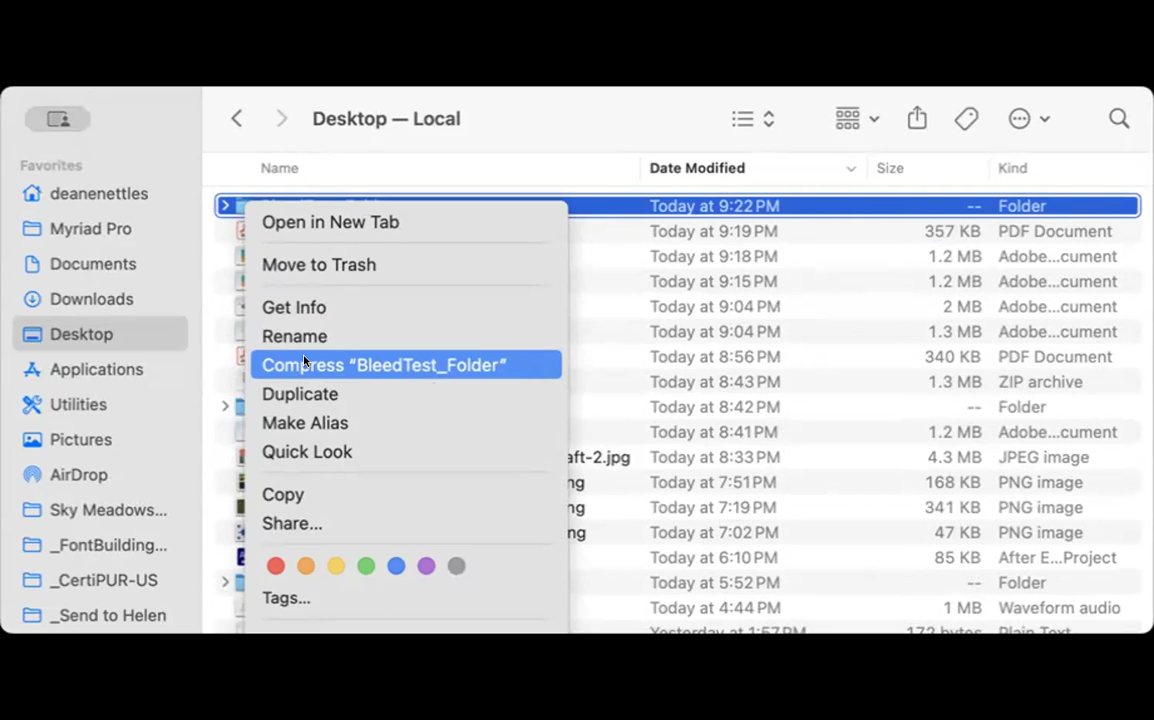 Desktop — Local
Favorites
deanenettles
Myriad Pro
Documents
Downloads
Desktop
Applications
Utilities
Pictures
AirDrop
Sky Meadows...
_FontBuilding...
_CertiPUR-US
_Send to Helen
Name Date Modified Size Kind
Today at 9:22 PM -- Folder
Today at 9:19 PM 357 KB PDF Document
Today at 9:18 PM 1.2 MB Adobe...cument
Today at 9:15 PM 1.2 MB Adobe...cument
Today at 9:04 PM 2 MB Adobe...cument
Today at 9:04 PM 1.3 MB Adobe...cument
Today at 8:56 PM 340 KB PDF Document
Today at 8:43 PM 1.3 MB ZIP archive
Today at 8:42 PM -- Folder
Today at 8:41 PM 1.2 MB Adobe...cument
aft-2.jpg Today at 8:33 PM 4.3 MB JPEG image
ng Today at 7:51 PM 168 KB PNG image
ng Today at 7:19 PM 341 KB PNG image
ng Today at 7:02 PM 47 KB PNG image
Today at 6:10 PM 85 KB After E...Project
Today at 5:52 PM -- Folder
Today at 4:44 PM 1 MB Waveform audio
Yesterday at 1:57 PM 172 bytes Plain Text
Open in New Tab
Move to Trash
Get Info
Rename
Compress “BleedTest_Folder”
Duplicate
Make Alias
Quick Look
Copy
Share...
Tags...